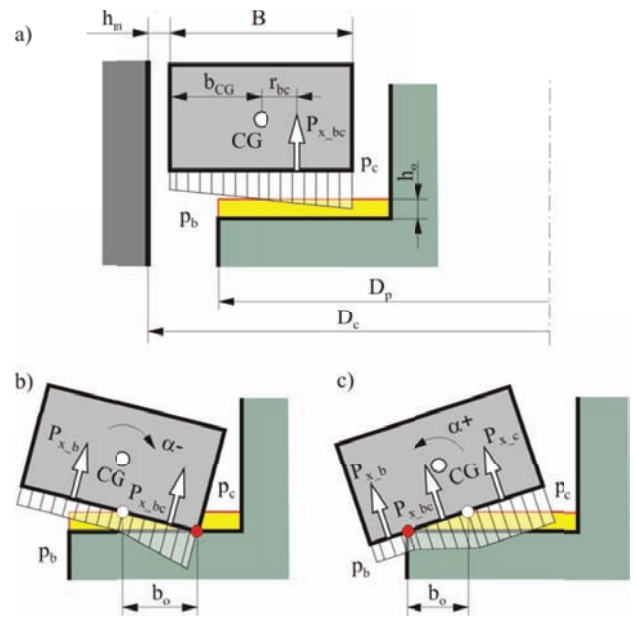 a)
h_m
B
b_CG
r_bc
CG
P_x_bc
p_c
h_o
p_b
D_p
D_c
b)
P_x_b
α-
CG
P_x_bc
p_c
p_b
b_o
c)
α+
P_x_c
P_x_b
CG
P_x_bc
p_c
p_b
b_o